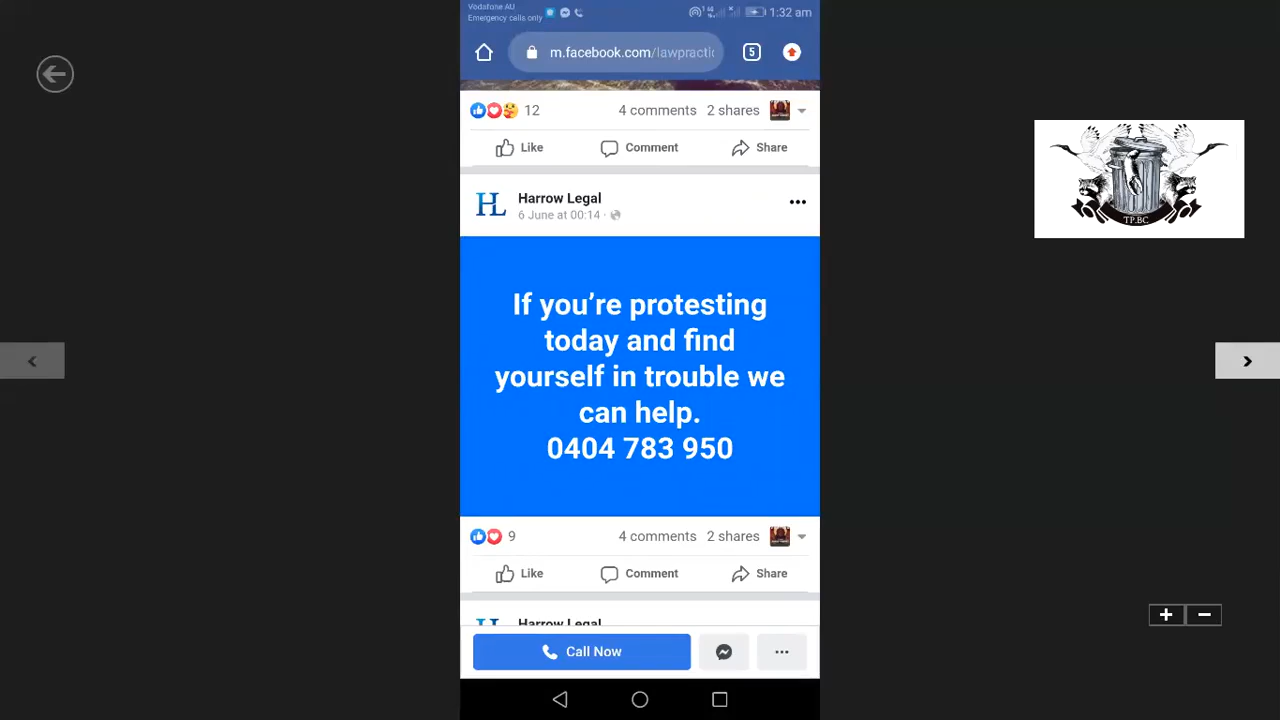 Vodafone AU
Emergency calls only
1:32 am
m.facebook.com/lawpractic
5
12
4 comments 2 shares
Like Comment Share
HL Harrow Legal
6 June at 00:14 ·
If you're protesting
today and find
yourself in trouble we
can help.
0404 783 950
9
4 comments 2 shares
Like Comment Share
Harrow Legal
Call Now
TP.BC